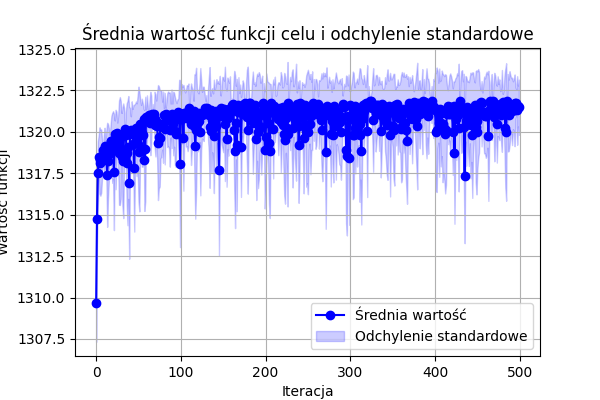 Średnia wartość funkcji celu i odchylenie standardowe
1325.0
1322.5
1320.0
1317.5
1315.0
1312.5
1310.0
1307.5
Wartość funkcji
0 100 200 300 400 500
Iteracja
Średnia wartość
Odchylenie standardowe